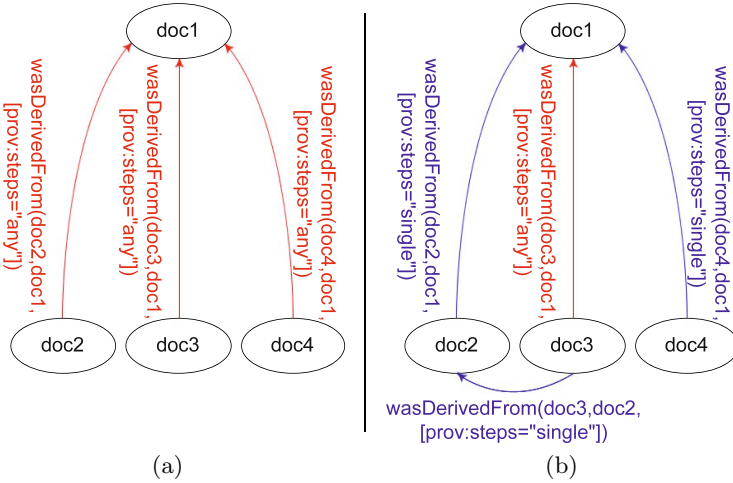 doc1
wasDerivedFrom(doc2,doc1,
[prov:steps="any"])
wasDerivedFrom(doc3,doc1,
[prov:steps="any"])
wasDerivedFrom(doc4,doc1,
[prov:steps="any"])
doc2
doc3
doc4
(a)
doc1
wasDerivedFrom(doc2,doc1,
[prov:steps="single"])
wasDerivedFrom(doc3,doc1,
[prov:steps="any"])
wasDerivedFrom(doc4,doc1,
[prov:steps="single"])
doc2
doc3
doc4
wasDerivedFrom(doc3,doc2,
[prov:steps="single"])
(b)